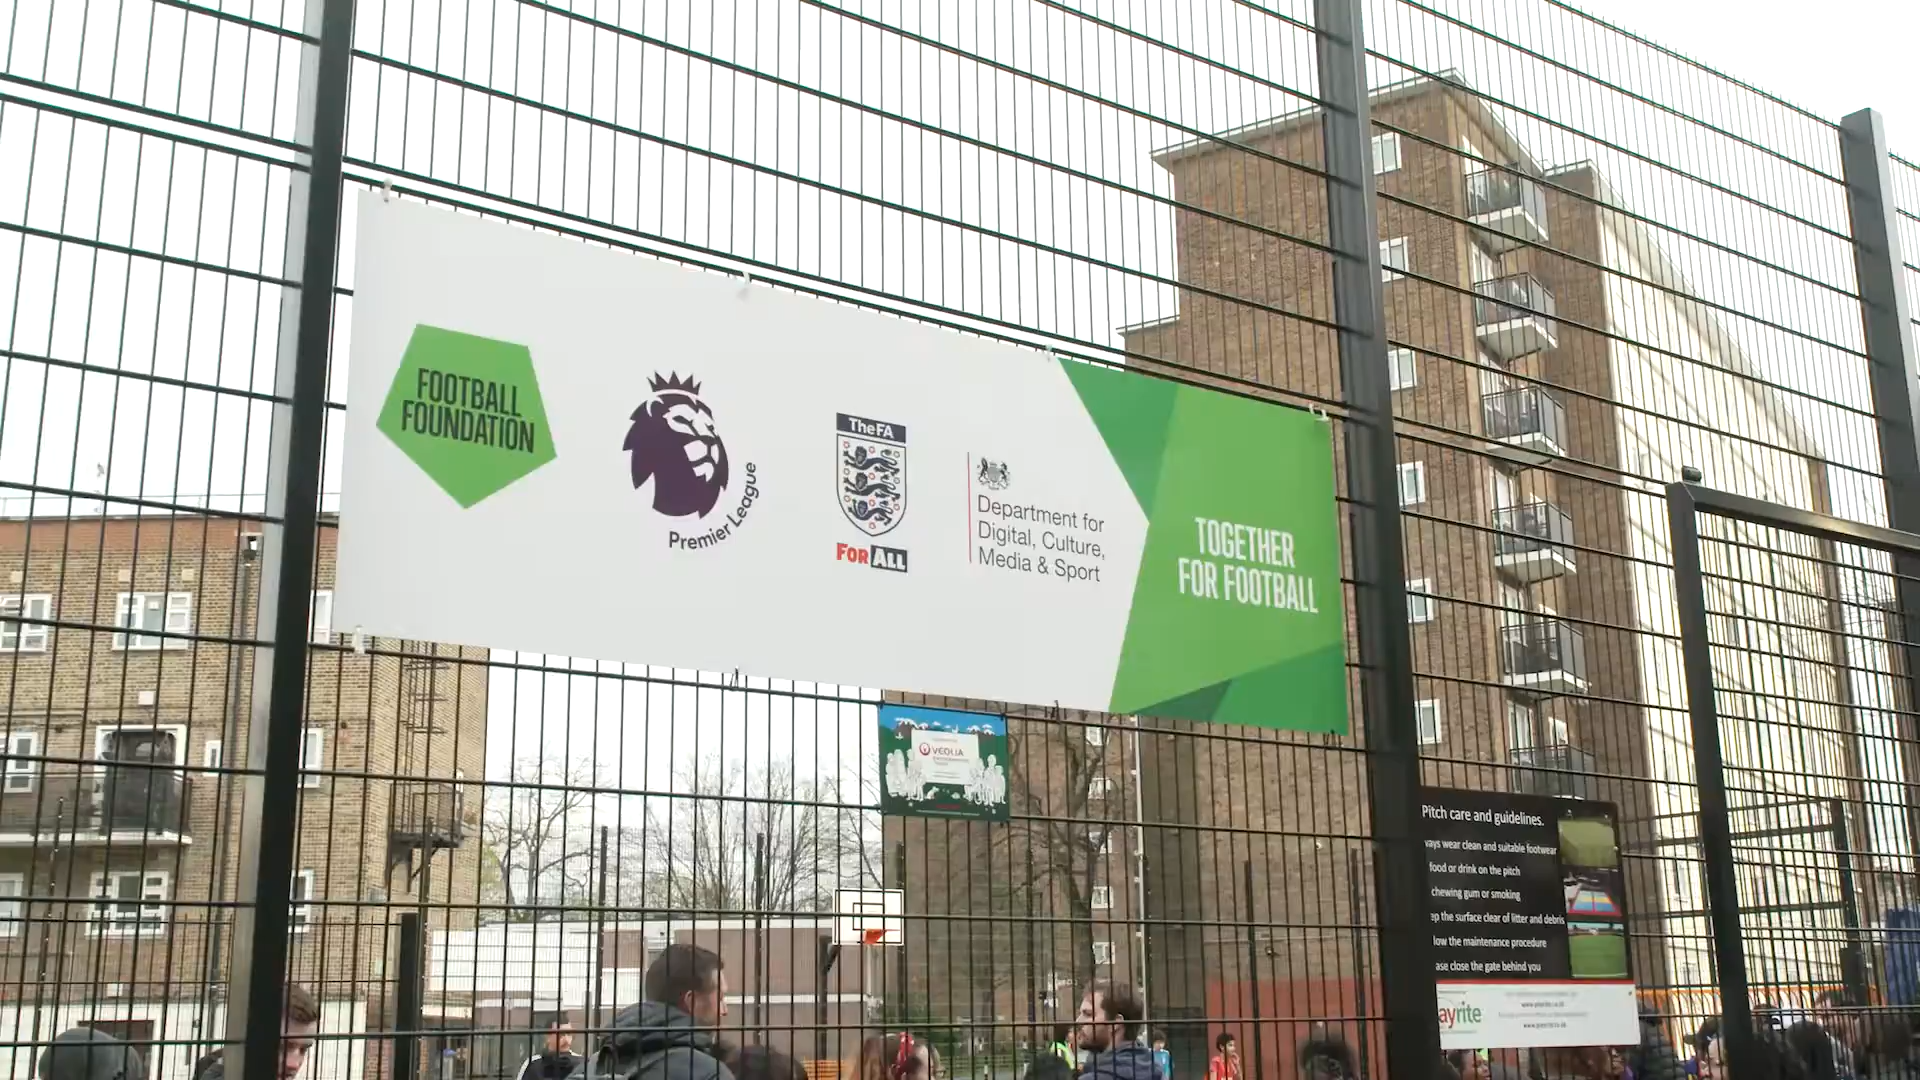 FOOTBALL
FOUNDATION
Premier League
The FA
FOR ALL
Department for
Digital, Culture,
Media & Sport
TOGETHER
FOR FOOTBALL
VEOLIA
Pitch care and guidelines.
ways wear clean and suitable footwear
food or drink on the pitch
chewing gum or smoking
ep the surface clear of litter and debris
low the maintenance procedure
ase close the gate behind you
ayrite